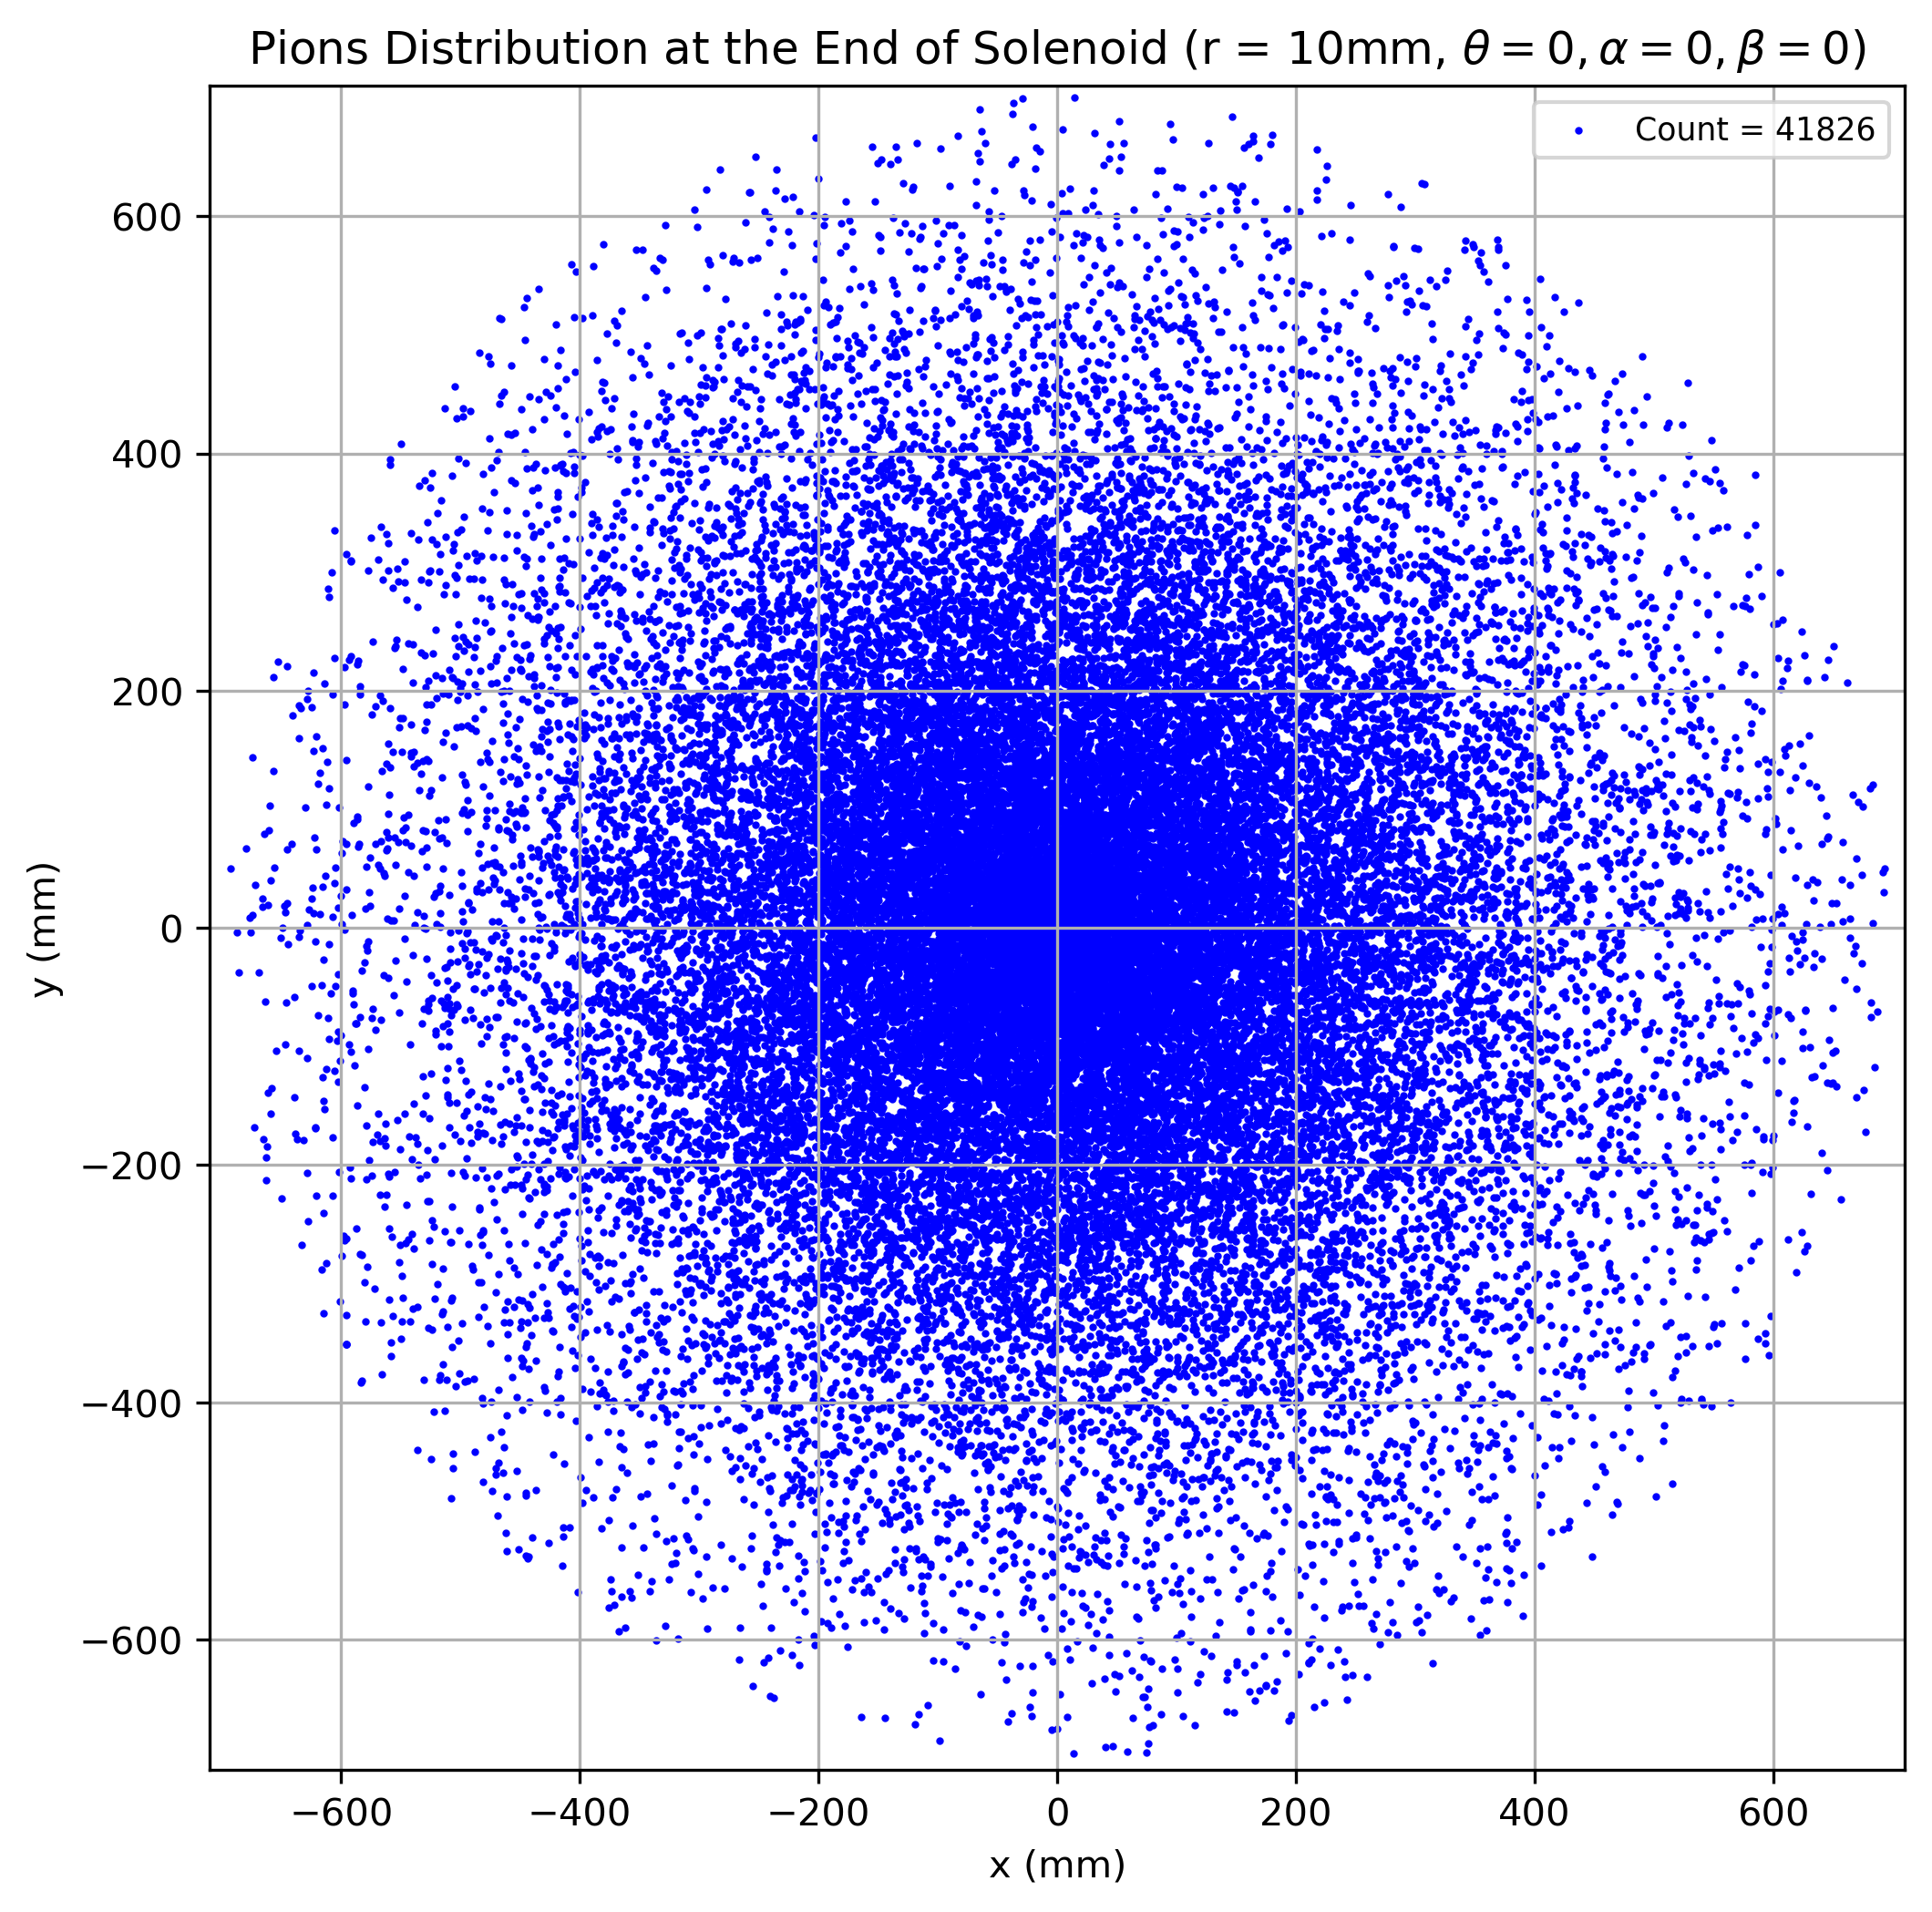 Pions Distribution at the End of Solenoid (r = 10mm, θ = 0, α = 0, β = 0)
Count = 41826
y (mm)
600
400
200
0
−200
−400
−600
−600 −400 −200 0 200 400 600
x (mm)